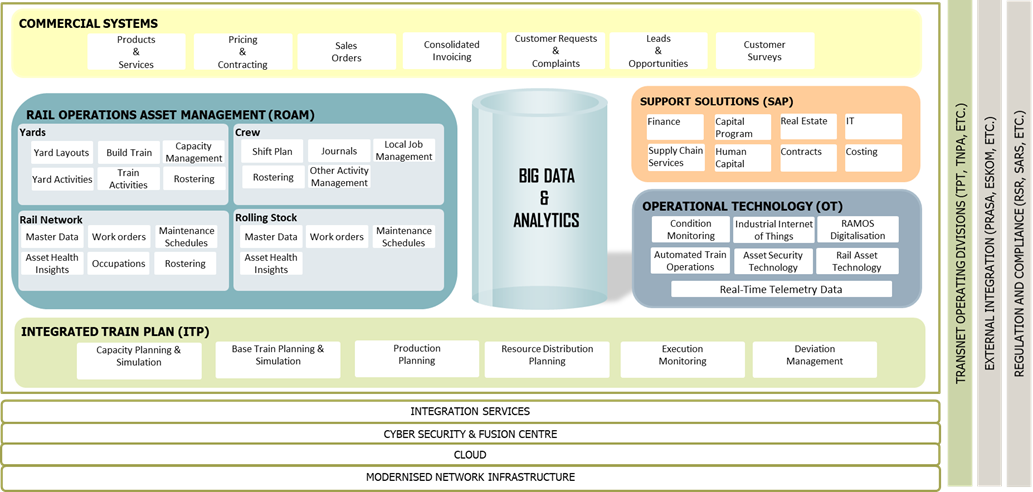 COMMERCIAL SYSTEMS
Products
&
Services
Pricing
&
Contracting
Sales
Orders
Consolidated
Invoicing
Customer Requests
&
Complaints
Leads
&
Opportunities
Customer
Surveys
RAIL OPERATIONS ASSET MANAGEMENT (ROAM)
Yards
Yard Layouts
Build Train
Capacity
Management
Yard Activities
Train
Activities
Rostering
Crew
Shift Plan
Journals
Local Job
Management
Rostering
Other Activity
Management
Rail Network
Master Data
Work orders
Maintenance
Schedules
Asset Health
Insights
Occupations
Rostering
Rolling Stock
Master Data
Work orders
Maintenance
Schedules
Asset Health
Insights
BIG DATA
&
ANALYTICS
SUPPORT SOLUTIONS (SAP)
Finance
Capital
Program
Real Estate
IT
Supply Chain
Services
Human
Capital
Contracts
Costing
OPERATIONAL TECHNOLOGY (OT)
Condition
Monitoring
Industrial Internet
of Things
RAMOS
Digitalisation
Automated Train
Operations
Asset Security
Technology
Rail Asset
Technology
Real-Time Telemetry Data
INTEGRATED TRAIN PLAN (ITP)
Capacity Planning &
Simulation
Base Train Planning &
Simulation
Production
Planning
Resource Distribution
Planning
Execution
Monitoring
Deviation
Management
INTEGRATION SERVICES
CYBER SECURITY & FUSION CENTRE
CLOUD
MODERNISED NETWORK INFRASTRUCTURE
TRANSNET OPERATING DIVISIONS (TPT, TNPA, ETC.)
EXTERNAL INTEGRATION (PRASA, ESKOM, ETC.)
REGULATION AND COMPLIANCE (RSR, SARS, ETC.)